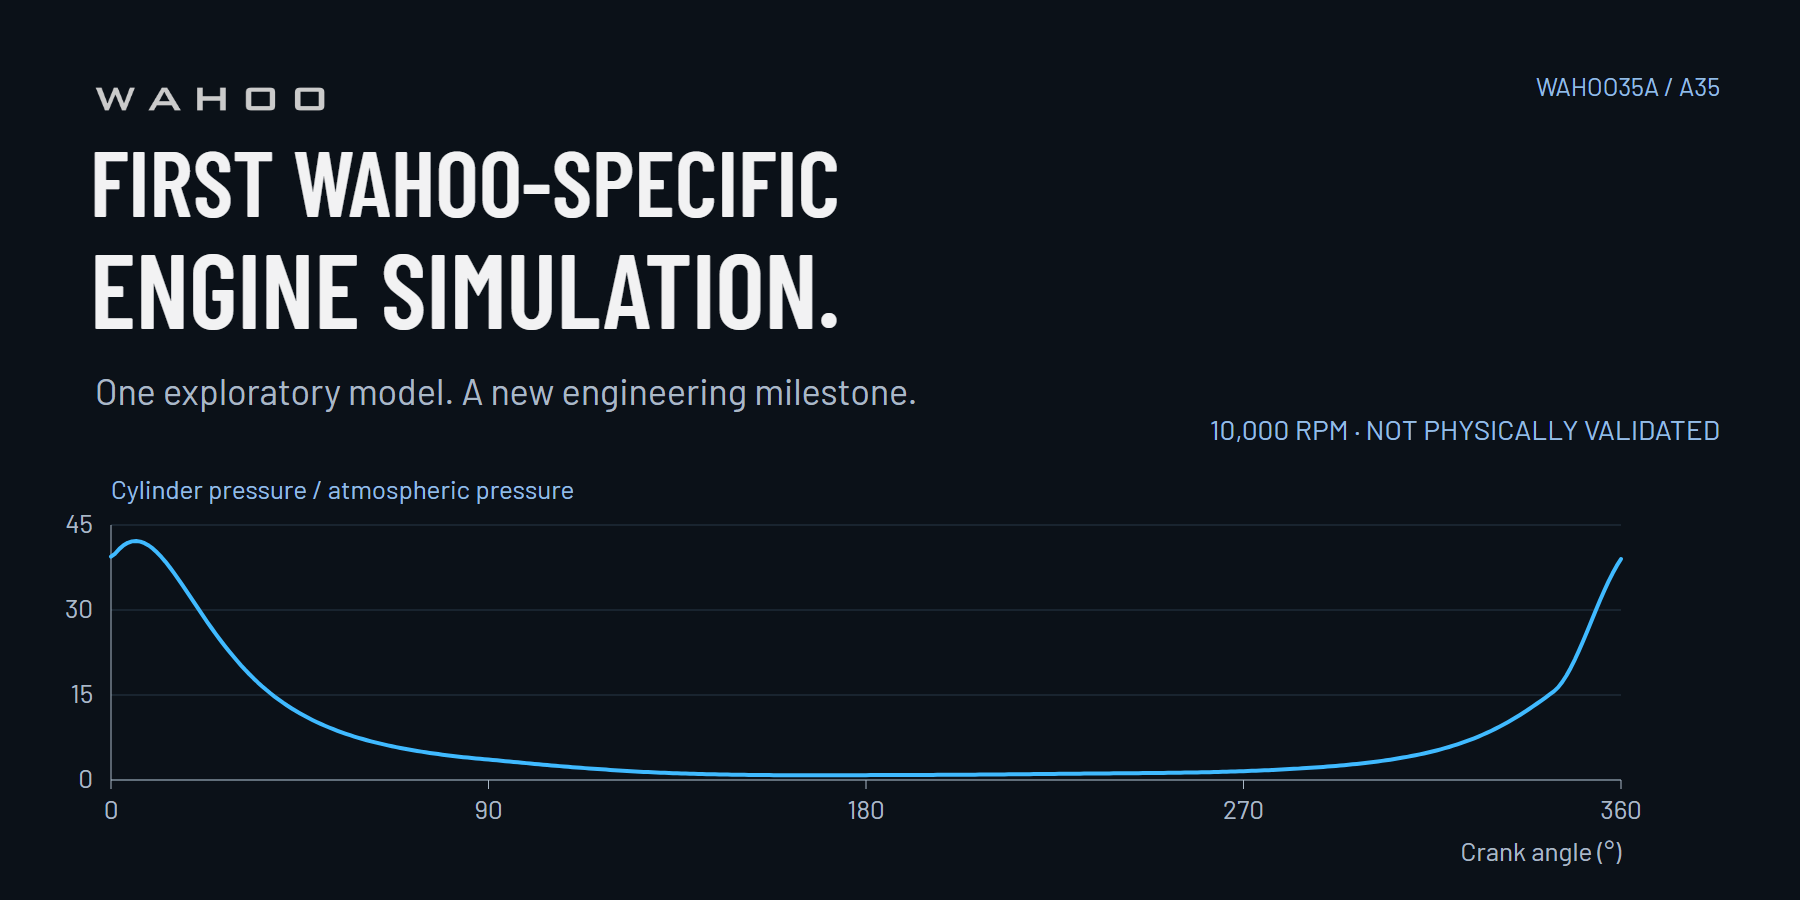 WAHOO
WAHOO35A / A35
FIRST WAHOO-SPECIFIC
ENGINE SIMULATION.
One exploratory model. A new engineering milestone.
10,000 RPM · NOT PHYSICALLY VALIDATED
Cylinder pressure / atmospheric pressure
45
30
15
0
0 90 180 270 360
Crank angle (°)